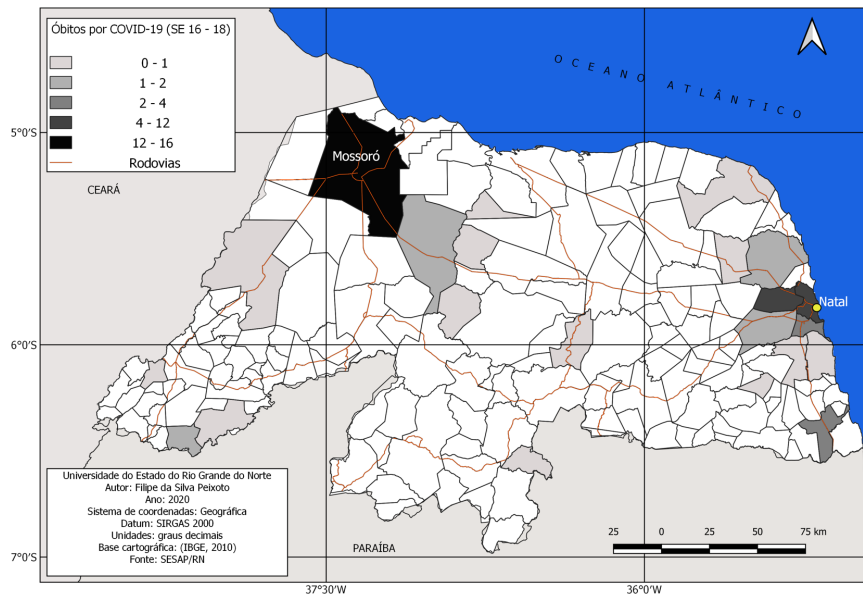 Óbitos por COVID-19 (SE 16 - 18)
0 - 1
1 - 2
2 - 4
4 - 12
12 - 16
Rodovias
OCEANO ATLÂNTICO
5°S
Mossoró
CEARÁ
Natal
6°S
Universidade do Estado do Rio Grande do Norte
Autor: Filipe da Silva Peixoto
Ano: 2020
Sistema de coordenadas: Geográfica
Datum: SIRGAS 2000
Unidades: graus decimais
Base cartográfica: (IBGE, 2010)
Fonte: SESAP/RN
25 0 25 50 75 km
PARAÍBA
7°S
37°30'W 36°0'W